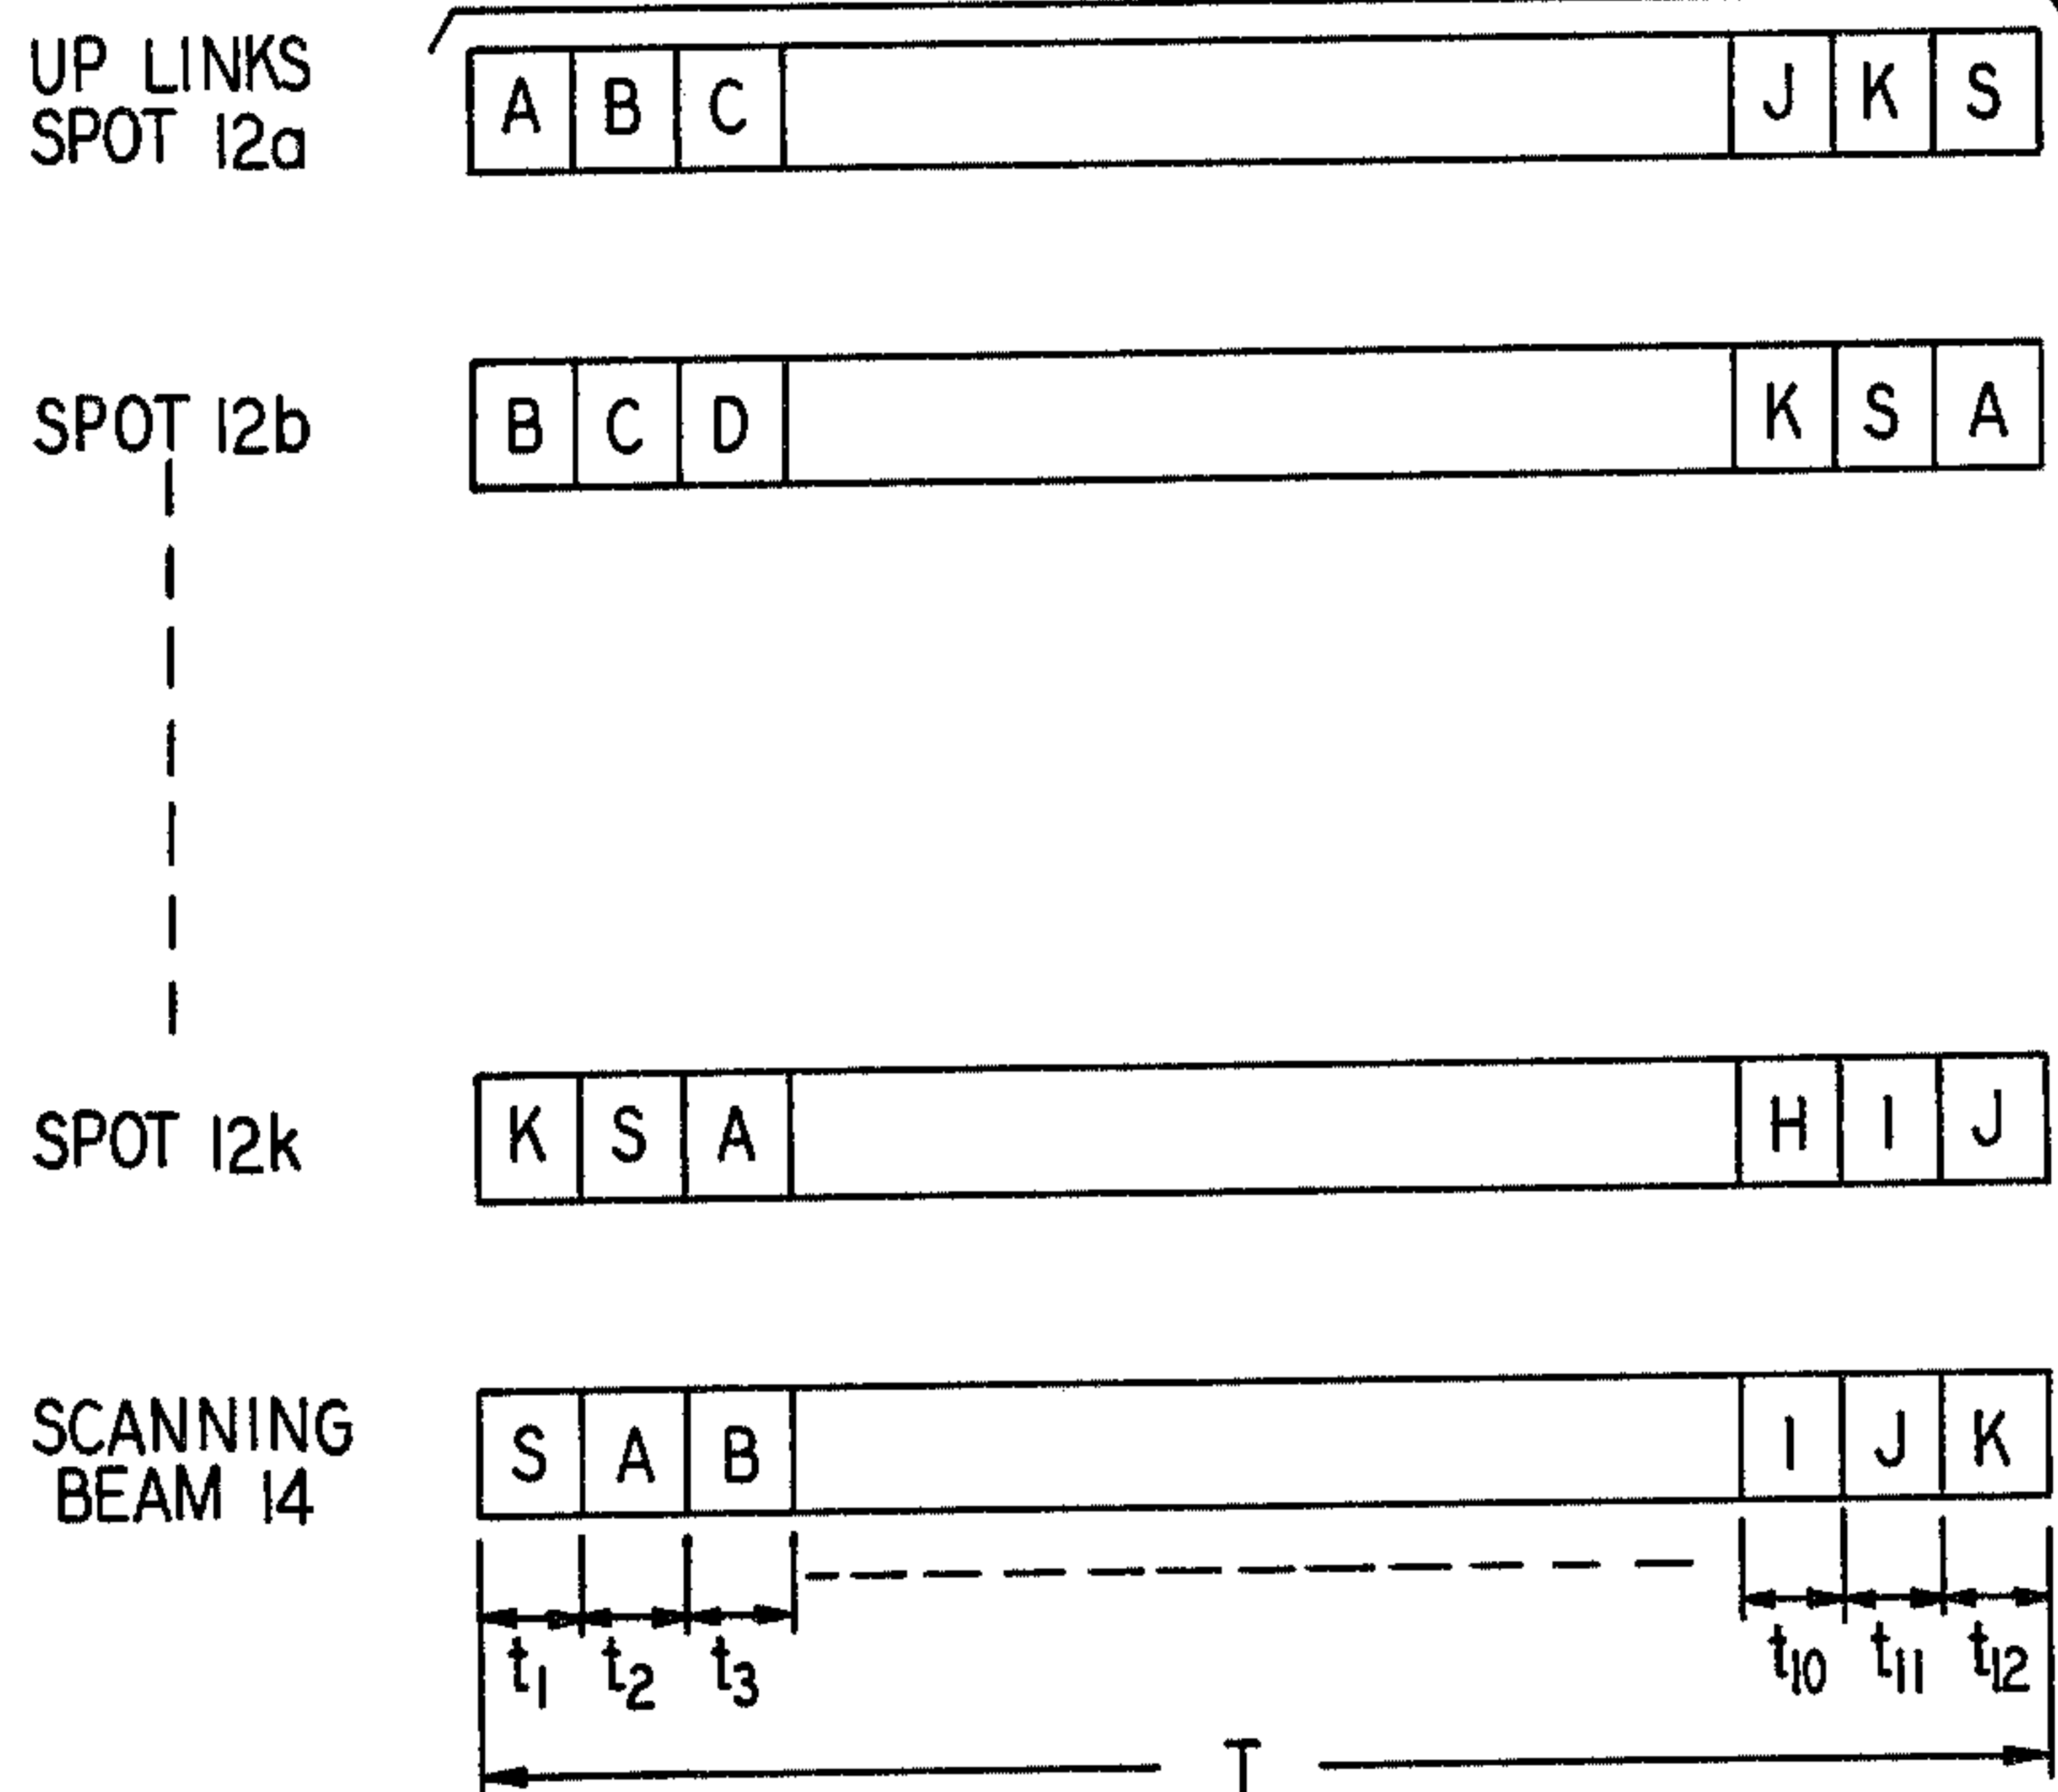 UP LINKS
SPOT 12a
A B C J K S
SPOT 12b
B C D K S A
SPOT 12k
K S A H I J
SCANNING
BEAM 14
S A B I J K
t1 t2 t3 t10 t11 t12
T